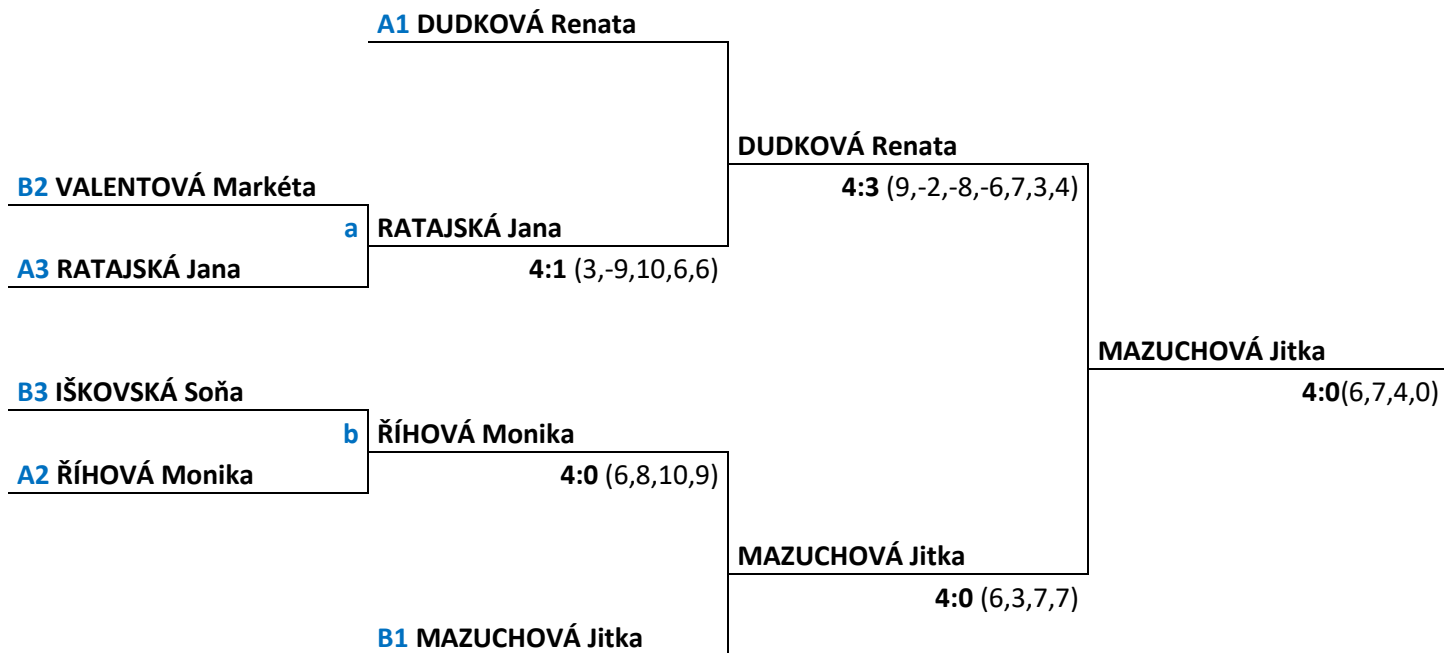 A1 DUDKOVÁ Renata
DUDKOVÁ Renata
B2 VALENTOVÁ Markéta
4:3 (9,-2,-8,-6,7,3,4)
a RATAJSKÁ Jana
A3 RATAJSKÁ Jana
4:1 (3,-9,10,6,6)
MAZUCHOVÁ Jitka
B3 IŠKOVSKÁ Soňa
4:0(6,7,4,0)
b ŘÍHOVÁ Monika
A2 ŘÍHOVÁ Monika
4:0 (6,8,10,9)
MAZUCHOVÁ Jitka
4:0 (6,3,7,7)
B1 MAZUCHOVÁ Jitka